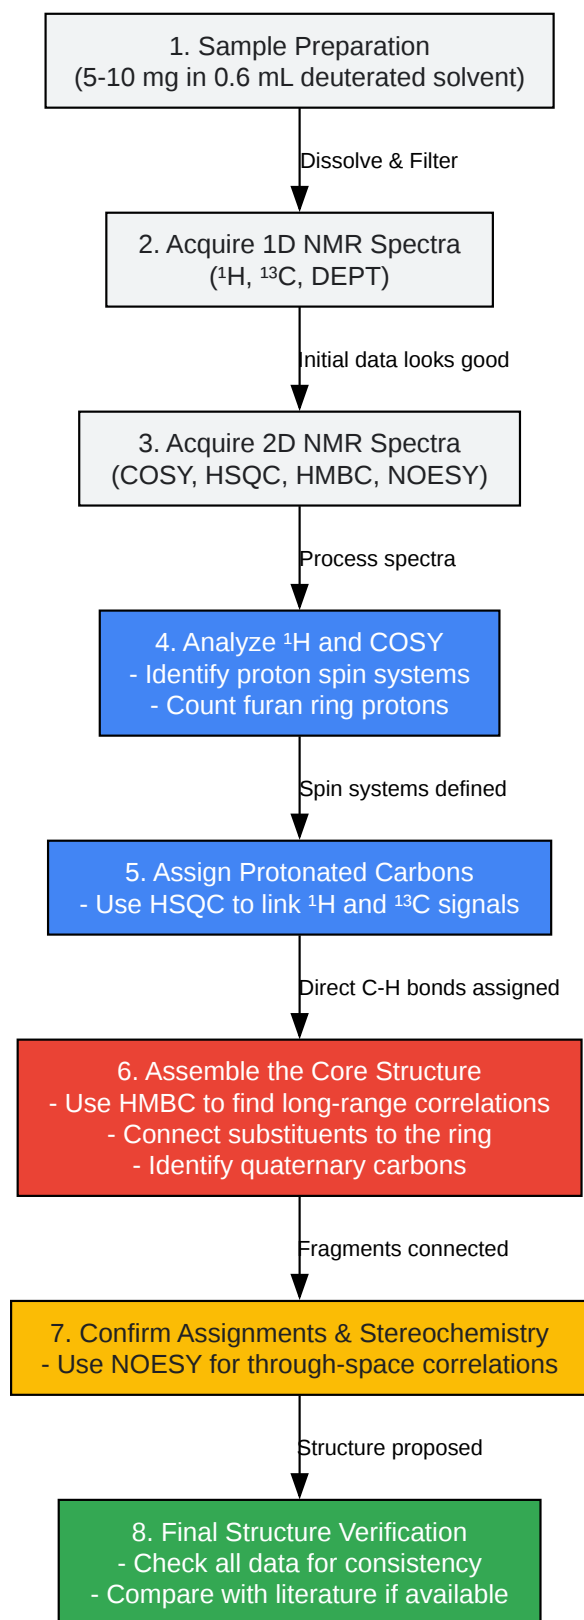 1. Sample Preparation
(5-10 mg in 0.6 mL deuterated solvent)
Dissolve & Filter
2. Acquire 1D NMR Spectra
(¹H, ¹³C, DEPT)
Initial data looks good
3. Acquire 2D NMR Spectra
(COSY, HSQC, HMBC, NOESY)
Process spectra
4. Analyze ¹H and COSY
- Identify proton spin systems
- Count furan ring protons
Spin systems defined
5. Assign Protonated Carbons
- Use HSQC to link ¹H and ¹³C signals
Direct C-H bonds assigned
6. Assemble the Core Structure
- Use HMBC to find long-range correlations
- Connect substituents to the ring
- Identify quaternary carbons
Fragments connected
7. Confirm Assignments & Stereochemistry
- Use NOESY for through-space correlations
Structure proposed
8. Final Structure Verification
- Check all data for consistency
- Compare with literature if available